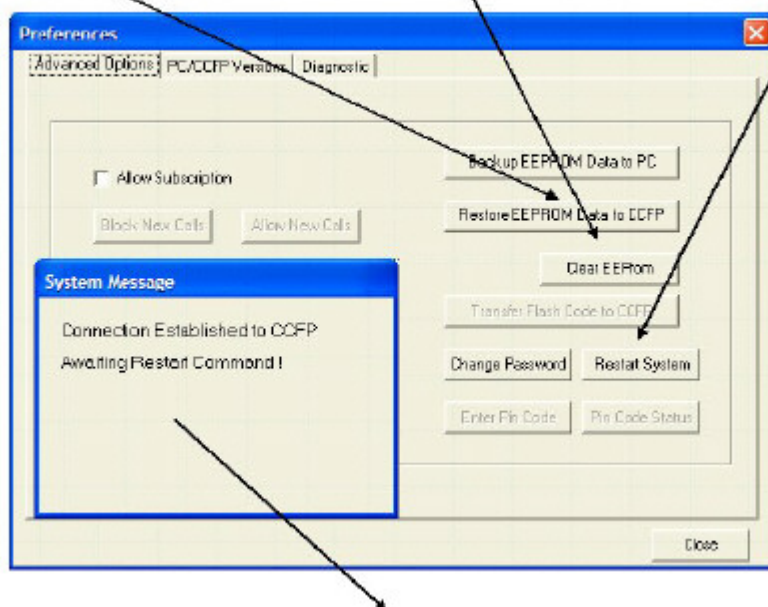 Preferences
Advanced Options PC/CCFP Versions Diagnostic
Backup EEPROM Data to PC
Allow Subscription
Restore EEPROM Data to CCFP
Block New Calls Allow New Calls
Clear EEProm
System Message
Transfer Flash Code to CCFP
Connection Established to CCFP
Awaiting Restart Command !
Change Password Restart System
Enter Pin Code Pin Code Status
Close